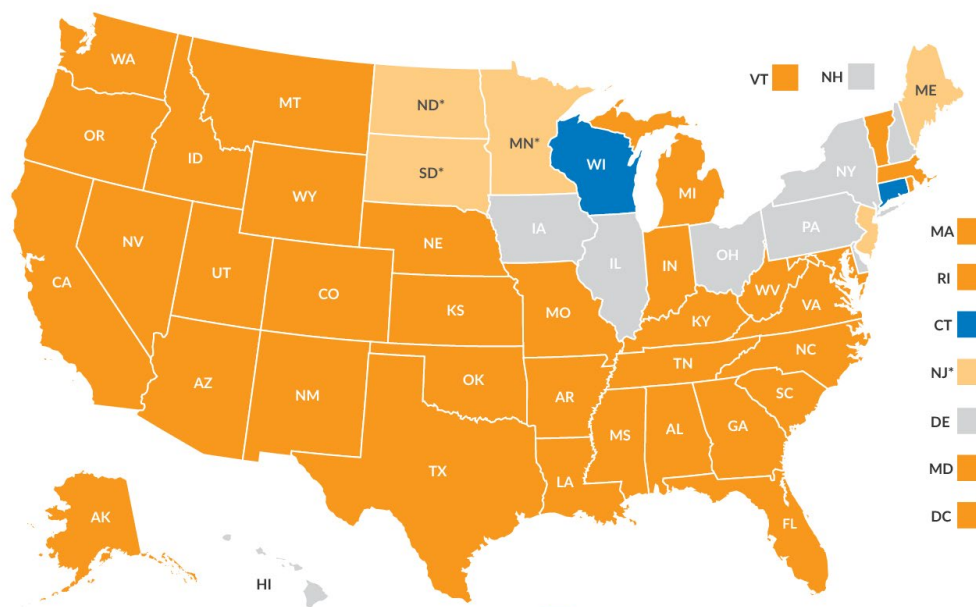 WA
VT
NH
ME
MT
ND*
OR
MN*
ID
WI
SD*
NY
MI
WY
PA
IA
NE
MA
NV
OH
IL
IN
UT
RI
CA
CO
WV
VA
KS
MO
KY
CT
NC
TN
AZ
OK
NJ*
NM
AR
SC
MS
AL
GA
DE
TX
LA
MD
AK
FL
DC
HI